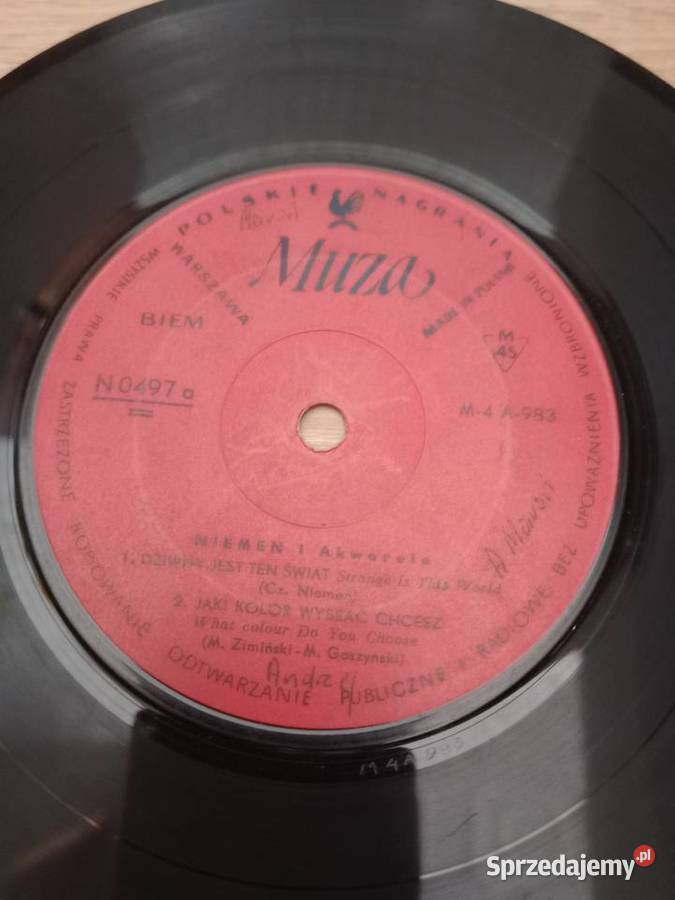 POLSKIE NAGRANIA
WARSZAWA
Muza
MADE IN POLAND
BIEM
M
45
N 0497 a
M-4 A-983
NIEMEN i Akwarele
1. DZIWNY JEST TEN ŚWIAT Strange Is This World
(Cz. Niemen)
2. JAKI KOLOR WYBRAĆ CHCESZ
What colour Do You Choose
(M. Zimiński-M. Gaszyński)
WSZYSTKIE PRAWA ZASTRZEŻONE KOPIOWANIE ODTWARZANIE PUBLICZNE I RADIOWE BEZ UPOWAŻNIENIA WZBRONIONE
Andrzej
M4A983
Sprzedajemy.pl